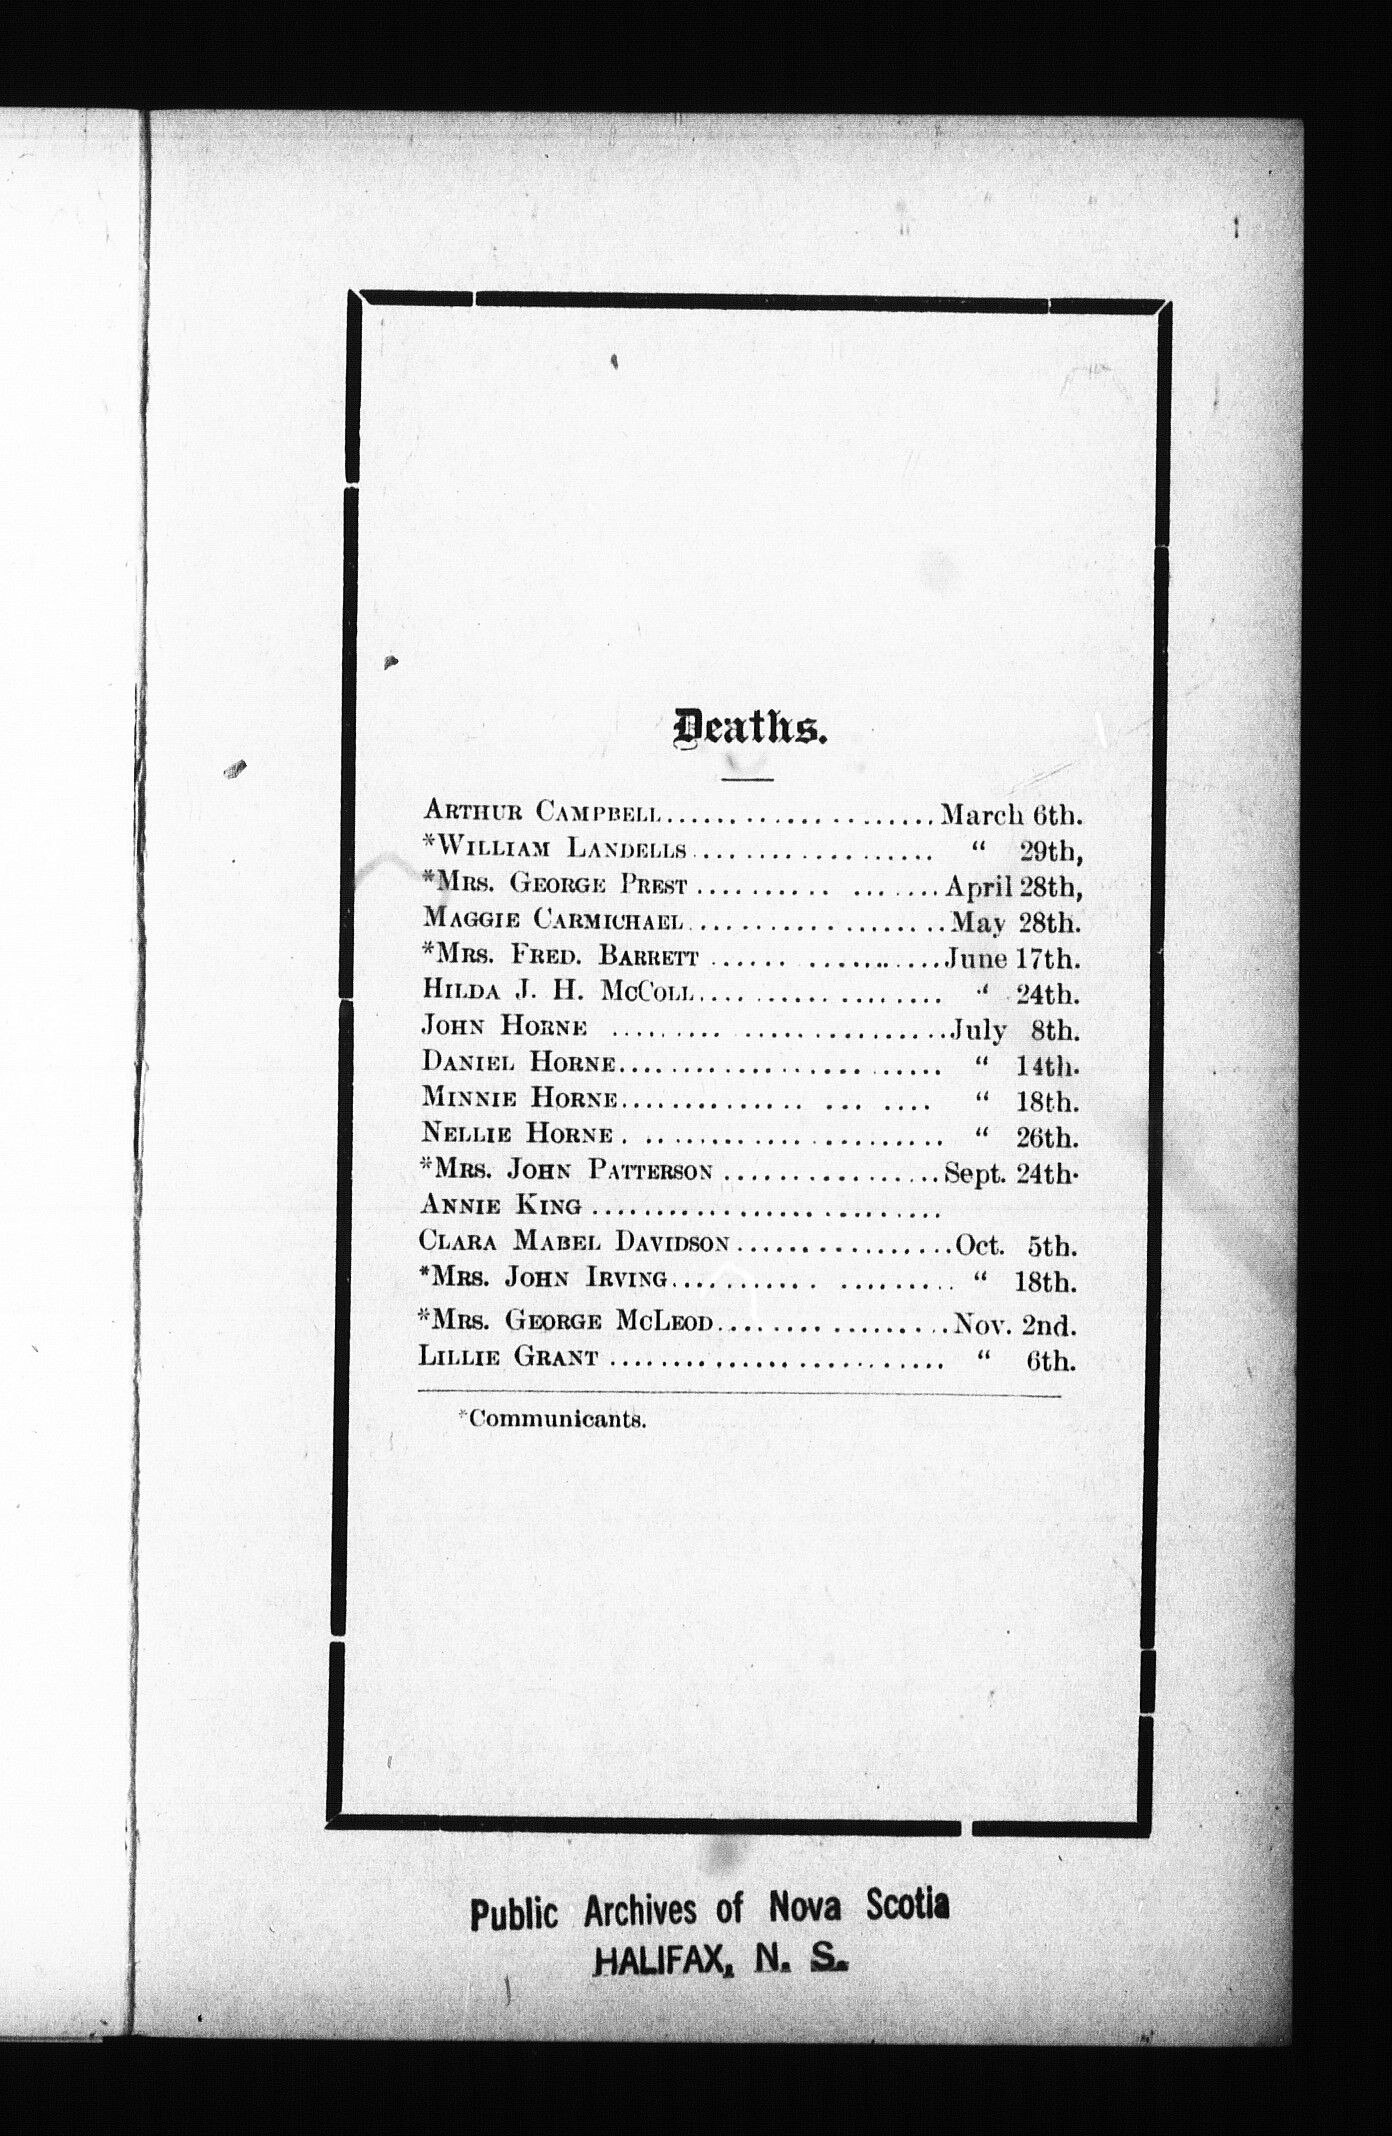 Deaths.
Arthur Campbell........................March 6th.
*William Landells................... “ 29th,
*Mrs. George Prest .......... ....... April 28th,
Maggie Carmichael....................May 28th.
*Mrs. Fred. Barrett ...... ..........June 17th.
Hilda J. H. McColl................... “ 24th.
John Horne ......... ................July 8th.
Daniel Horne......................... “ 14th.
Minnie Horne.............. ... .... “ 18th.
Nellie Horne. ....................... “ 26th.
*Mrs. John Patterson .................Sept. 24th.
Annie King ...........................
Clara Mabel Davidson.................Oct. 5th.
*Mrs. John Irving........... ......... “ 18th.
*Mrs. George McLeod..................Nov. 2nd.
Lillie Grant .......................... “ 6th.
*Communicants.
Public Archives of Nova Scotia
HALIFAX, N. S.